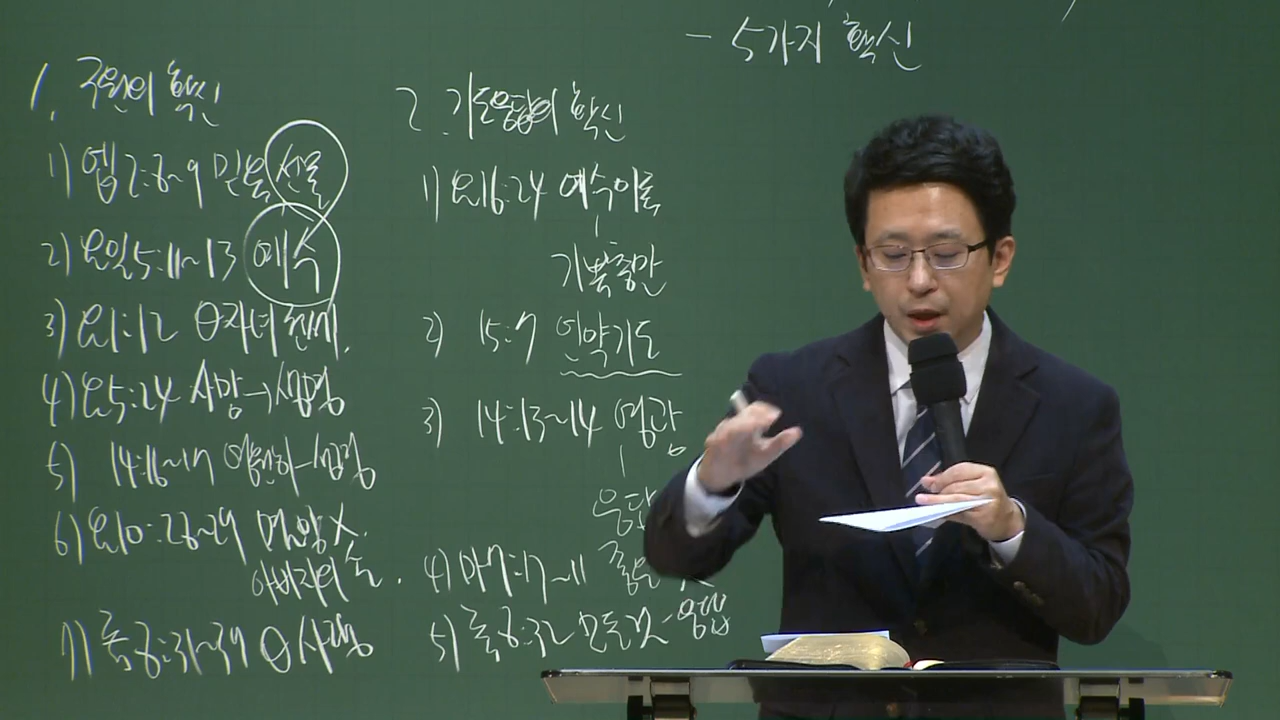 - 5가지 확신
1. 구원의 확신
1) 엡 2:8~9 믿음 선물
2) 요일 5:11~13 예수
3) 요 1:12 자녀
4) 요 5:24 사망→생명
5) 14:16~17 영원히
6) 요 10:28~29 멸망X.
아버지의 손.
7) 롬 8:31~39 사랑
2. 기도응답의 확신
1) 요 16:24 예수이름
기쁨충만
2) 15:7 언약기도
3) 14:13~14 영광
응답
4) 마 7:7~11 좋은
5) 롬 8:32 모든것